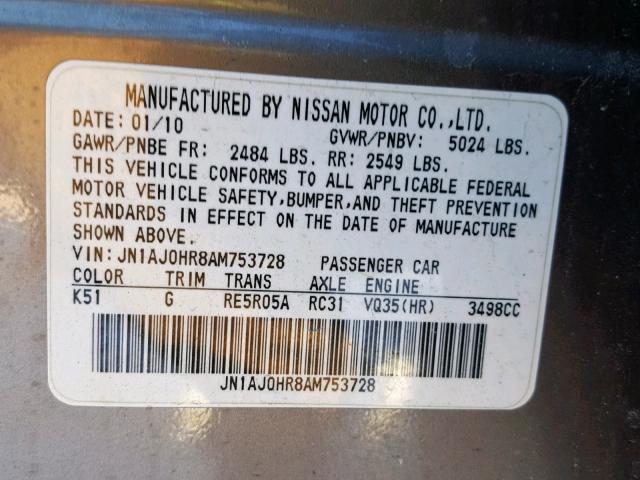 MANUFACTURED BY NISSAN MOTOR CO.,LTD.
DATE: 01/10 GVWR/PNBV: 5024 LBS.
GAWR/PNBE FR: 2484 LBS. RR: 2549 LBS.
THIS VEHICLE CONFORMS TO ALL APPLICABLE FEDERAL
MOTOR VEHICLE SAFETY,BUMPER,AND THEFT PREVENTION
STANDARDS IN EFFECT ON THE DATE OF MANUFACTURE
SHOWN ABOVE.
VIN:JN1AJ0HR8AM753728 PASSENGER CAR
COLOR TRIM TRANS AXLE ENGINE
K51 G RE5R05A RC31 VQ35(HR) 3498CC
JN1AJ0HR8AM753728